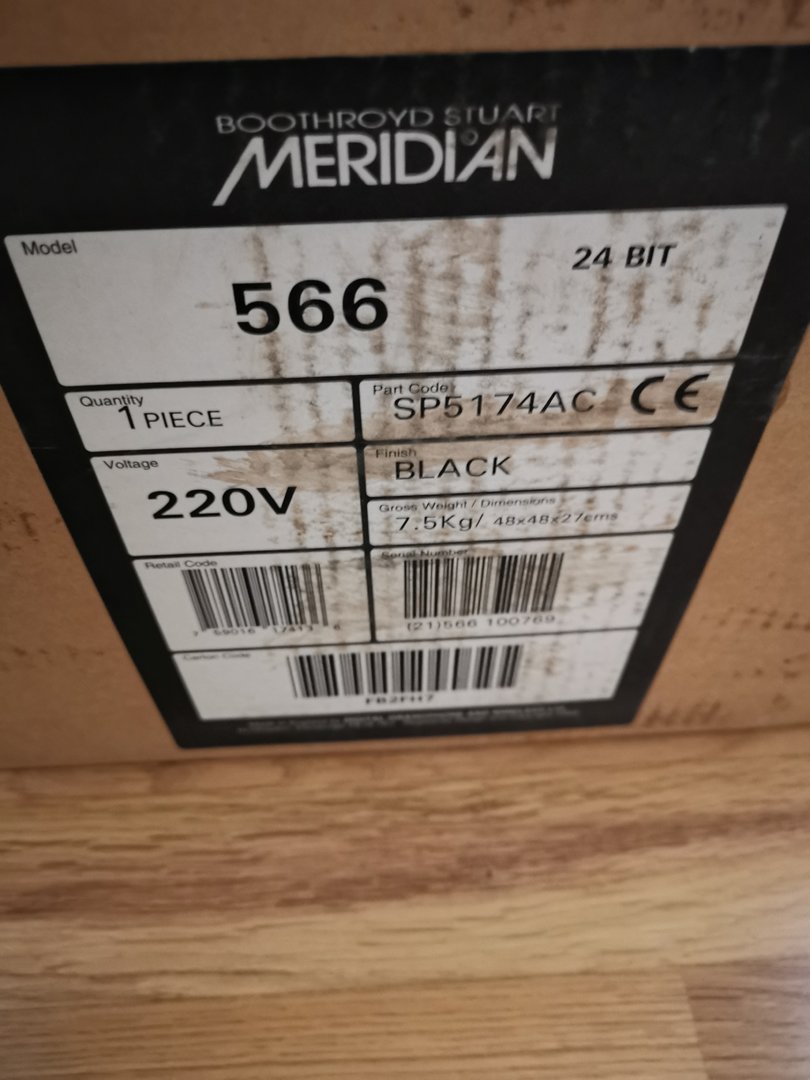 BOOTHROYD STUART
MERIDIAN
Model
566
24 BIT
Quantity
1 PIECE
Part Code
SP5174AC CE
Voltage
220V
Finish
BLACK
Gross Weight / Dimensions
7.5Kg/ 48x48x27cms
Retail Code
Serial Number
(21)566 100769
Carton Code
FB2FH7